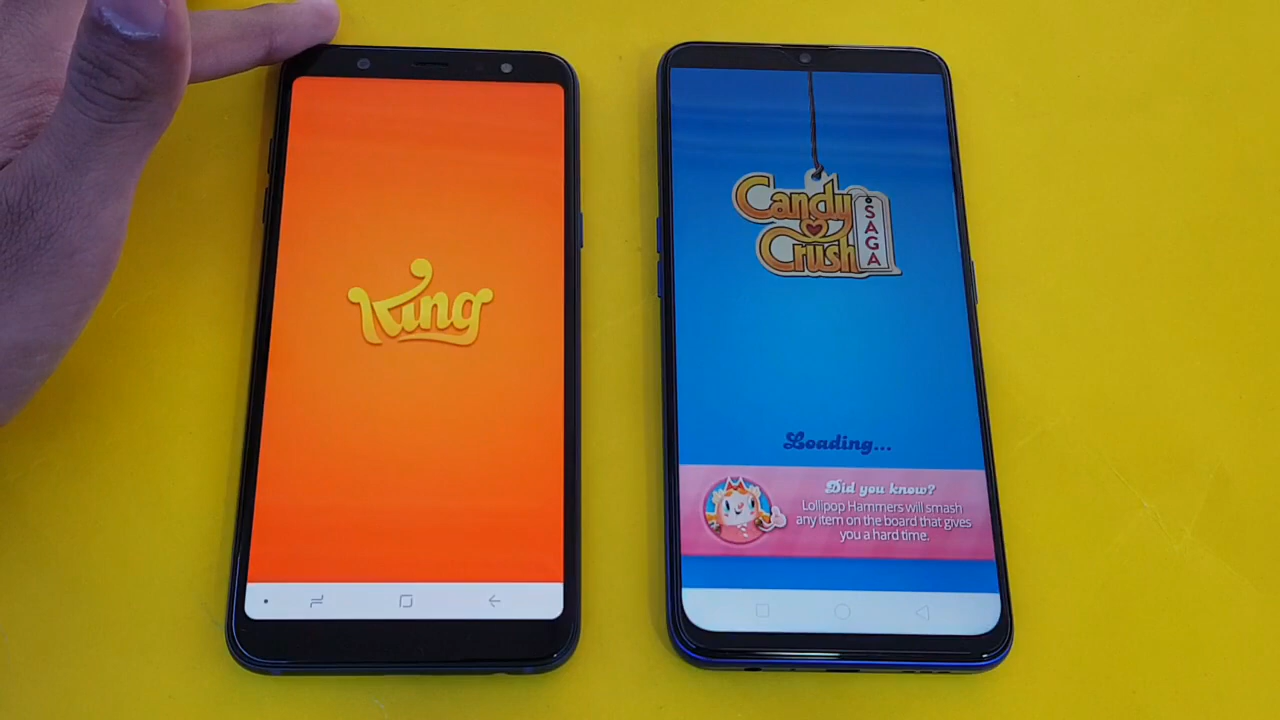 King
Candy
Crush
SAGA
Loading...
Did you know?
Lollipop Hammers will smash
any item on the board that gives
you a hard time.